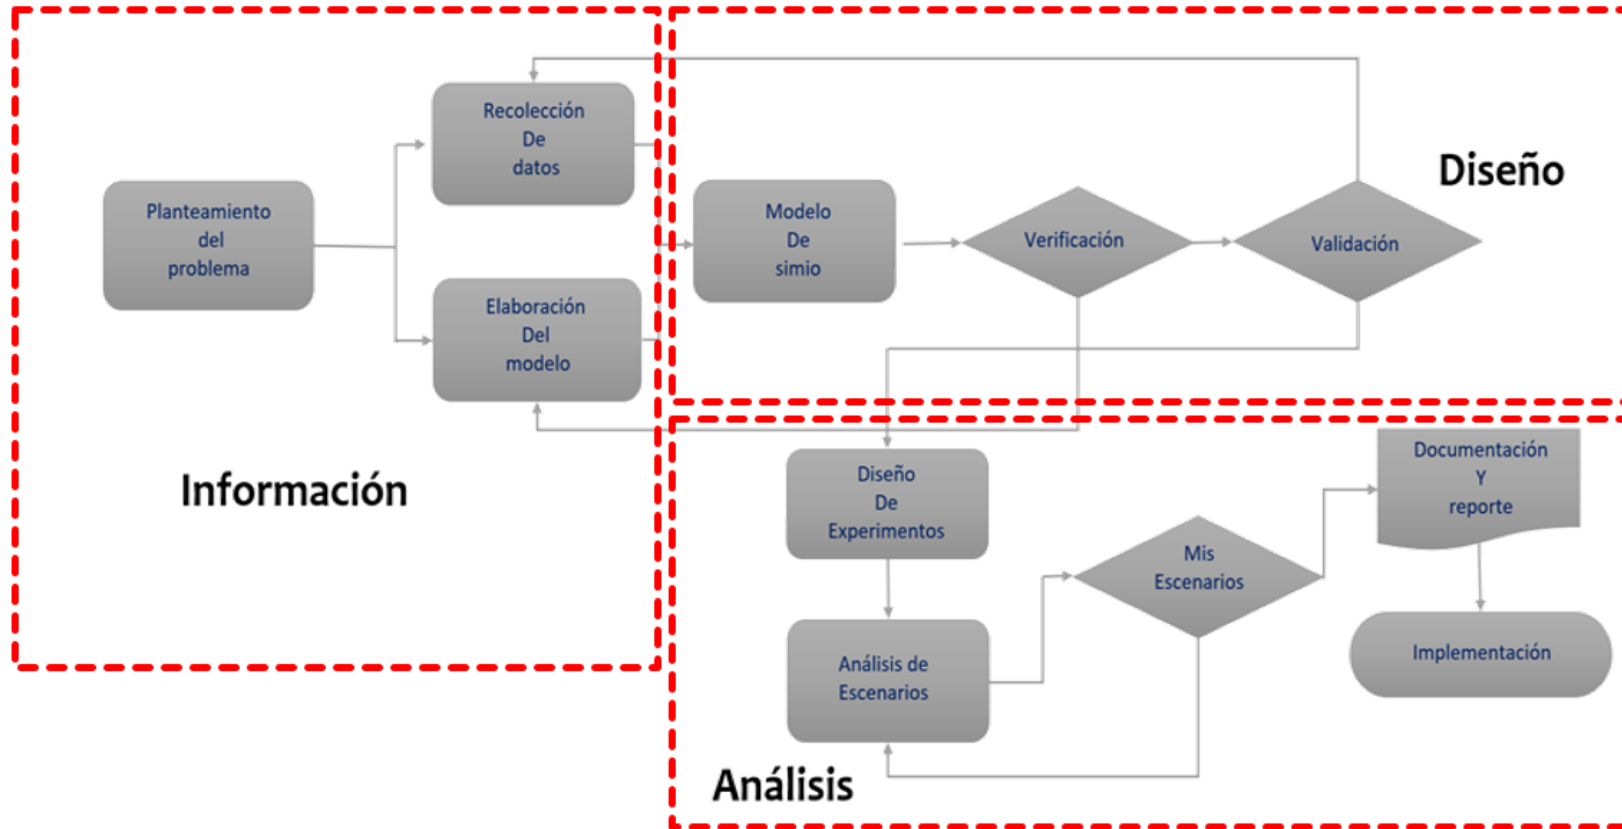 Planteamiento
del
problema
Recolección
De
datos
Elaboración
Del
modelo
Información
Modelo
De
simio
Verificación
Validación
Diseño
Diseño
De
Experimentos
Análisis de
Escenarios
Mis
Escenarios
Documentación
Y
reporte
Implementación
Análisis